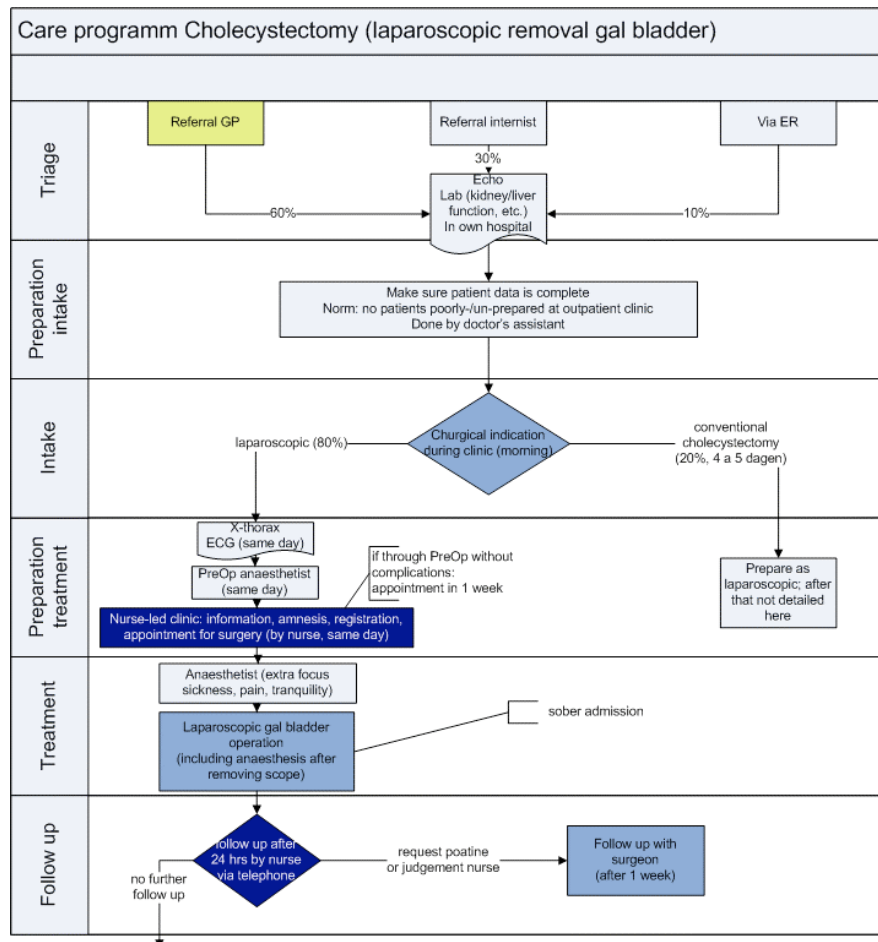 Care programm Cholecystectomy (laparoscopic removal gal bladder)
Triage
Referral GP
Referral internist
Via ER
30%
60%
10%
Echo
Lab (kidney/liver
function, etc.)
In own hospital
Preparation
intake
Make sure patient data is complete
Norm: no patients poorly-/un-prepared at outpatient clinic
Done by doctor's assistant
Intake
laparoscopic (80%)
Churgical indication
during clinic (morning)
conventional
cholecystectomy
(20%, 4 a 5 dagen)
Preparation
treatment
X-thorax
ECG (same day)
PreOp anaesthetist
(same day)
if through PreOp without
complications:
appointment in 1 week
Nurse-led clinic: information, amnesis, registration,
appointment for surgery (by nurse, same day)
Prepare as
laparoscopic; after
that not detailed
here
Treatment
Anaesthetist (extra focus
sickness, pain, tranquility)
Laparoscopic gal bladder
operation
(including anaesthesis after
removing scope)
sober admission
Follow up
follow up after
24 hrs by nurse
via telephone
no further
follow up
request poatine
or judgement nurse
Follow up with
surgeon
(after 1 week)